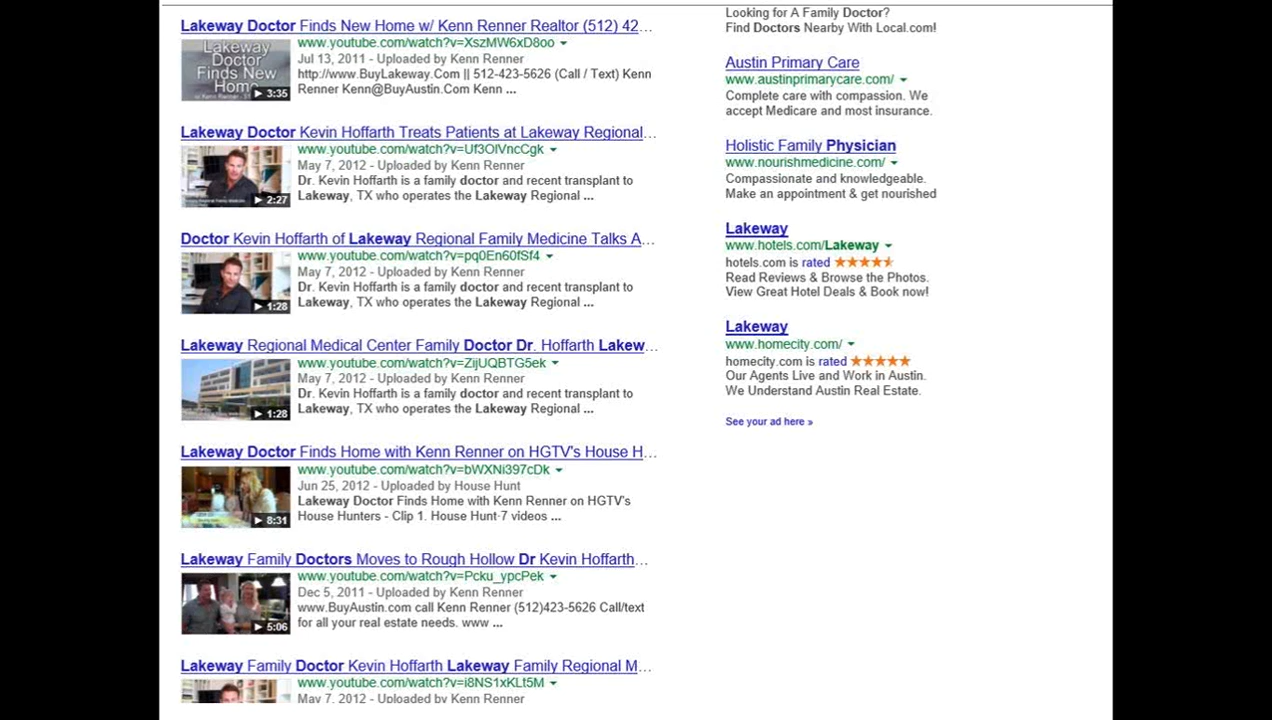 Lakeway Doctor Finds New Home w/ Kenn Renner Realtor (512) 42...
Lakeway
Doctor
Finds New
Home
3:35
www.youtube.com/watch?v=XszMW6xD8oo
Jul 13, 2011 - Uploaded by Kenn Renner
http://www.BuyLakeway.Com || 512-423-5626 (Call / Text) Kenn
Renner Kenn@BuyAustin.Com Kenn ...
Lakeway Doctor Kevin Hoffarth Treats Patients at Lakeway Regional...
2:27
www.youtube.com/watch?v=Uf3OlVncCgk
May 7, 2012 - Uploaded by Kenn Renner
Dr. Kevin Hoffarth is a family doctor and recent transplant to
Lakeway, TX who operates the Lakeway Regional ...
Doctor Kevin Hoffarth of Lakeway Regional Family Medicine Talks A...
1:28
www.youtube.com/watch?v=pq0En60fSf4
May 7, 2012 - Uploaded by Kenn Renner
Dr. Kevin Hoffarth is a family doctor and recent transplant to
Lakeway, TX who operates the Lakeway Regional ...
Lakeway Regional Medical Center Family Doctor Dr. Hoffarth Lakew...
1:28
www.youtube.com/watch?v=ZijUQBTG5ek
May 7, 2012 - Uploaded by Kenn Renner
Dr. Kevin Hoffarth is a family doctor and recent transplant to
Lakeway, TX who operates the Lakeway Regional ...
Lakeway Doctor Finds Home with Kenn Renner on HGTV's House H...
8:31
www.youtube.com/watch?v=bWXNi397cDk
Jun 25, 2012 - Uploaded by House Hunt
Lakeway Doctor Finds Home with Kenn Renner on HGTV's
House Hunters - Clip 1. House Hunt·7 videos ...
Lakeway Family Doctors Moves to Rough Hollow Dr Kevin Hoffarth...
5:06
www.youtube.com/watch?v=Pcku_ypcPek
Dec 5, 2011 - Uploaded by Kenn Renner
www.BuyAustin.com call Kenn Renner (512)423-5626 Call/text
for all your real estate needs. www ...
Lakeway Family Doctor Kevin Hoffarth Lakeway Family Regional M...
www.youtube.com/watch?v=i8NS1xKLt5M
May 7, 2012 - Uploaded by Kenn Renner
Looking for A Family Doctor?
Find Doctors Nearby With Local.com!
Austin Primary Care
www.austinprimarycare.com/
Complete care with compassion. We
accept Medicare and most insurance.
Holistic Family Physician
www.nourishmedicine.com/
Compassionate and knowledgeable.
Make an appointment & get nourished
Lakeway
www.hotels.com/Lakeway
hotels.com is rated
Read Reviews & Browse the Photos.
View Great Hotel Deals & Book now!
Lakeway
www.homecity.com/
homecity.com is rated
Our Agents Live and Work in Austin.
We Understand Austin Real Estate.
See your ad here »